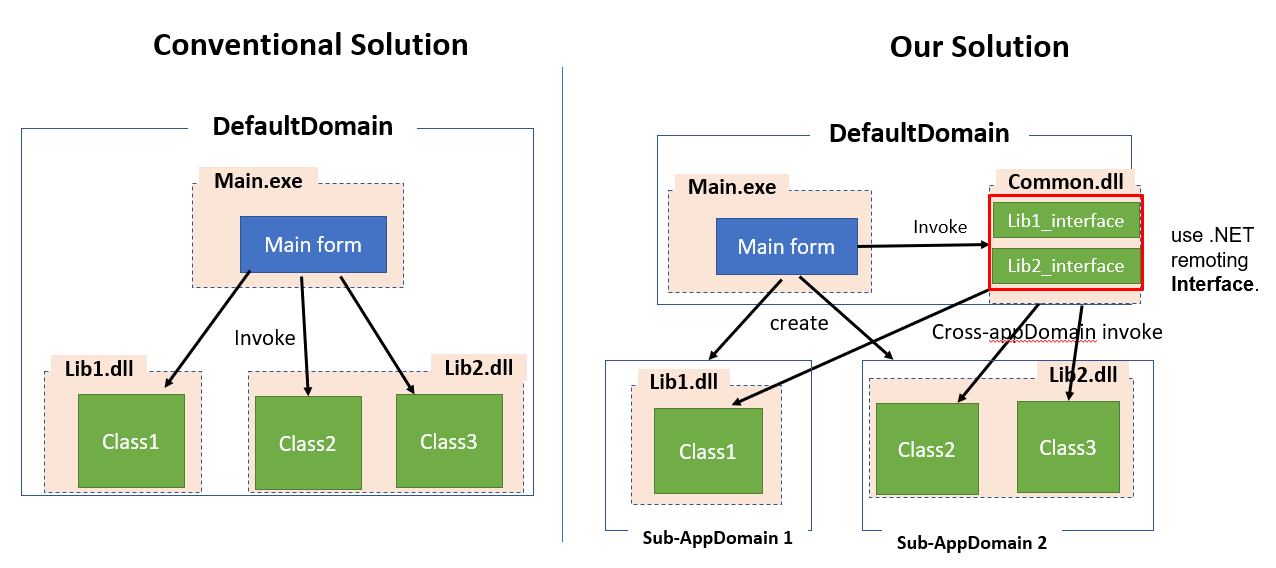 Conventional Solution
DefaultDomain
Main.exe
Main form
Invoke
Lib1.dll
Lib2.dll
Class1
Class2
Class3
Our Solution
DefaultDomain
Main.exe
Main form
Invoke
Common.dll
Lib1_interface
Lib2_interface
use .NET
remoting
Interface.
create
Cross-appDomain invoke
Lib1.dll
Class1
Sub-AppDomain 1
Lib2.dll
Class2
Class3
Sub-AppDomain 2